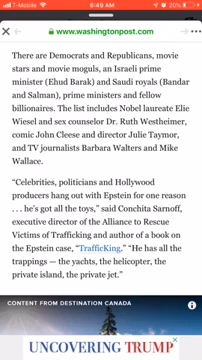 6:49 AM
28%
www.washingtonpost.com
There are Democrats and Republicans, movie
stars and movie moguls, an Israeli prime
minister (Ehud Barak) and Saudi royals (Bandar
and Salman), prime ministers and fellow
billionaires. The list includes Nobel laureate Elie
Wiesel and sex counselor Dr. Ruth Westheimer,
comic John Cleese and director Julie Taymor,
and TV journalists Barbara Walters and Mike
Wallace.
“Celebrities, politicians and Hollywood
producers hang out with Epstein for one reason
. . . he’s got all the toys,” said Conchita Sarnoff,
executive director of the Alliance to Rescue
Victims of Trafficking and author of a book on
the Epstein case, “TrafficKing.” “He has all the
trappings — the yachts, the helicopter, the
private island, the private jet.”
CONTENT FROM DESTINATION CANADA
UNCOVERING TRUMP